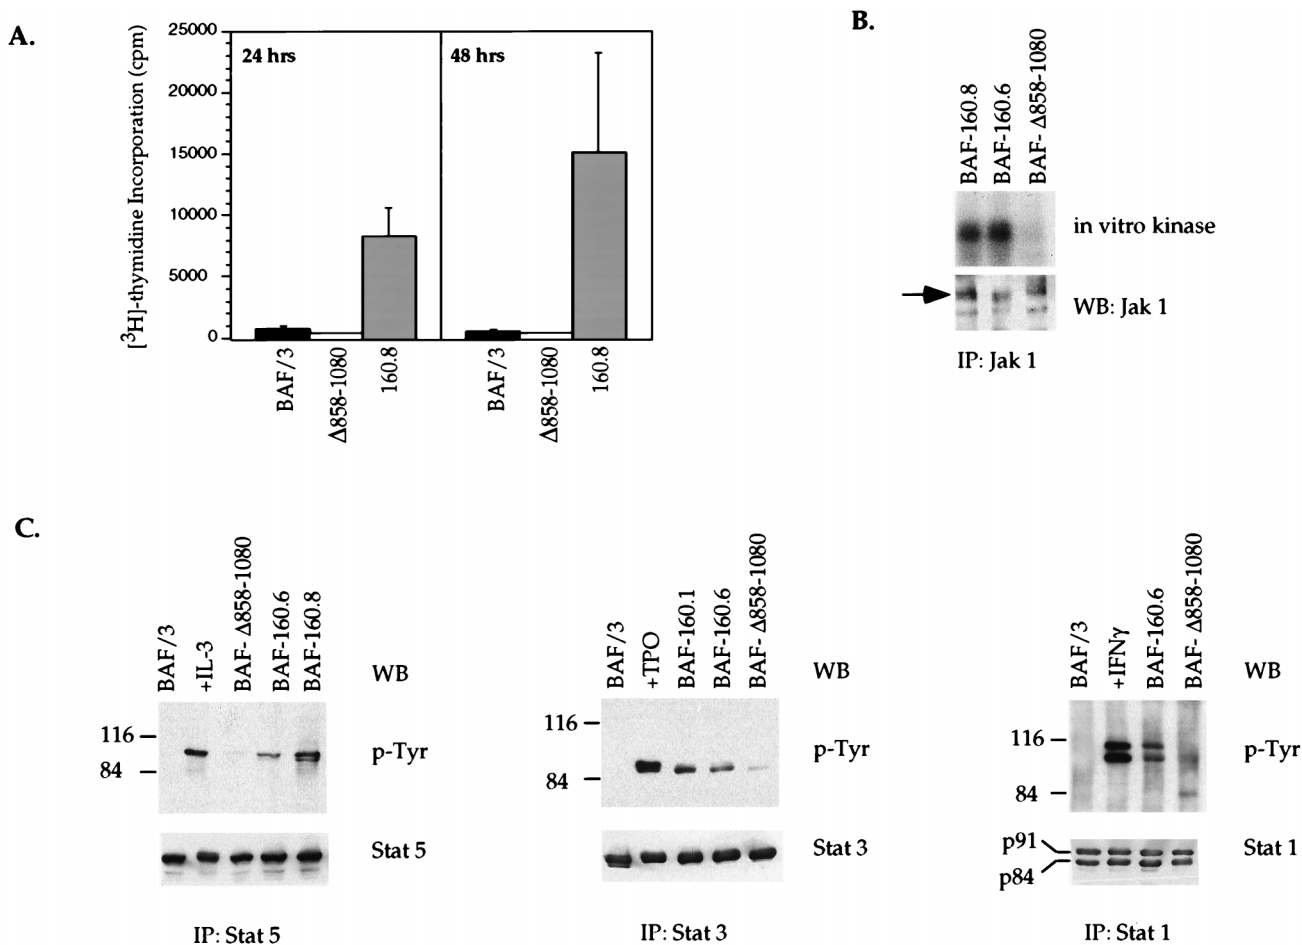 A.
[³H]-thymidine Incorporation (cpm)
25000
20000
15000
10000
5000
0
24 hrs
48 hrs
BAF/3
Δ858-1080
160.8
BAF/3
Δ858-1080
160.8
B.
BAF-160.8
BAF-160.6
BAF- Δ858-1080
in vitro kinase
WB: Jak 1
IP: Jak 1
C.
BAF/3
+IL-3
BAF- Δ858-1080
BAF-160.6
BAF-160.8
WB
116
84
p-Tyr
Stat 5
IP: Stat 5
BAF/3
+TPO
BAF-160.1
BAF-160.6
BAF- Δ858-1080
WB
116
84
p-Tyr
Stat 3
IP: Stat 3
BAF/3
+IFNγ
BAF-160.6
BAF- Δ858-1080
WB
116
84
p-Tyr
p91
p84
Stat 1
IP: Stat 1